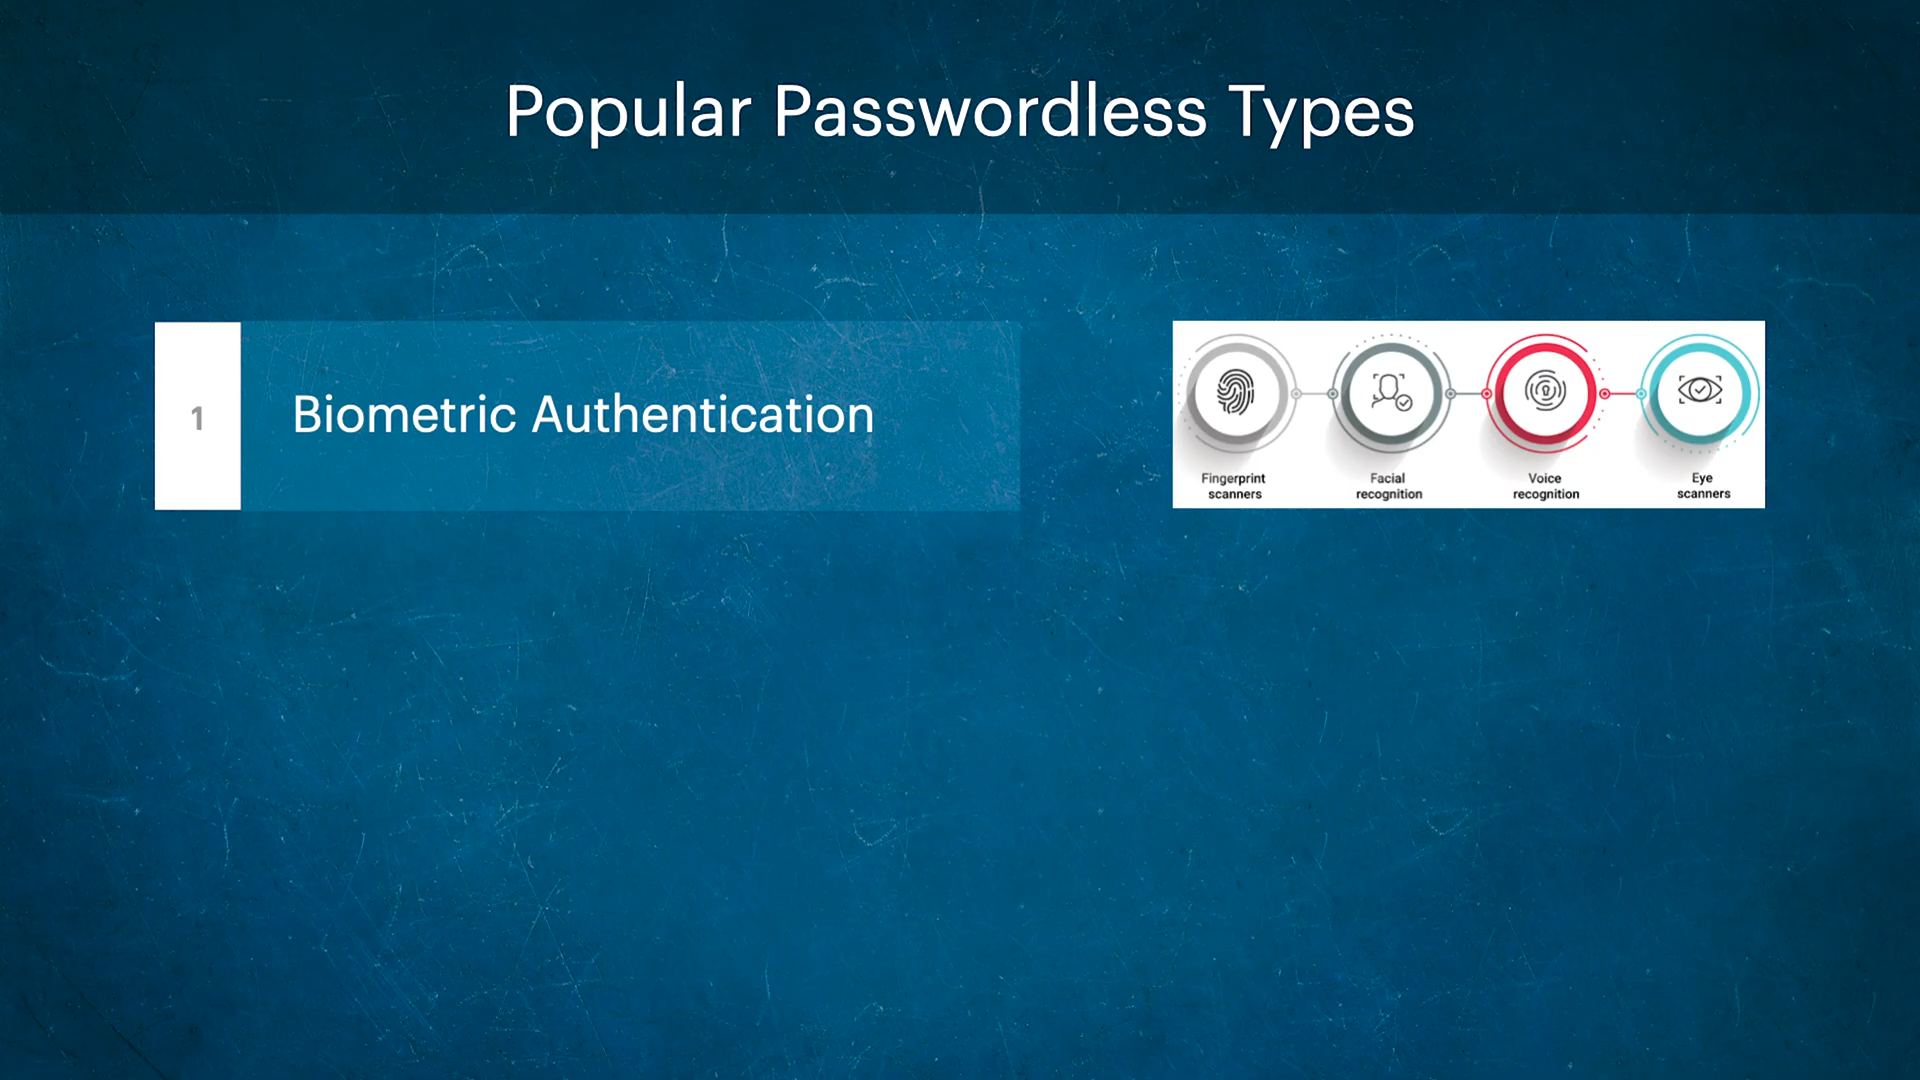 Popular Passwordless Types
1
Biometric Authentication
Fingerprint
scanners
Facial
recognition
Voice
recognition
Eye
scanners